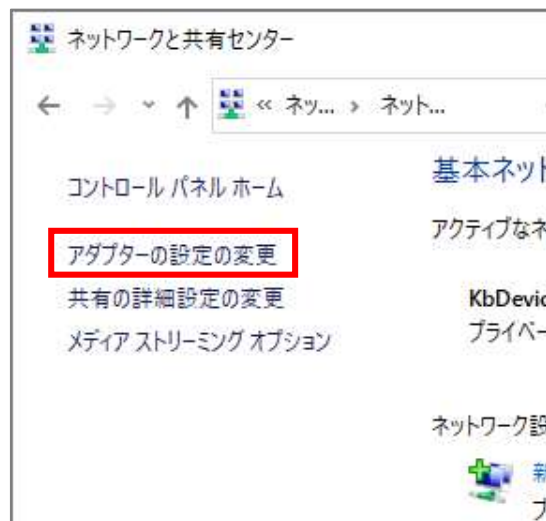 ネットワークと共有センター
« ネッ... › ネット...
コントロール パネル ホーム
アダプターの設定の変更
共有の詳細設定の変更
メディア ストリーミング オプション
基本ネット
アクティブなネ
KbDevic
プライベー
ネットワーク設
新